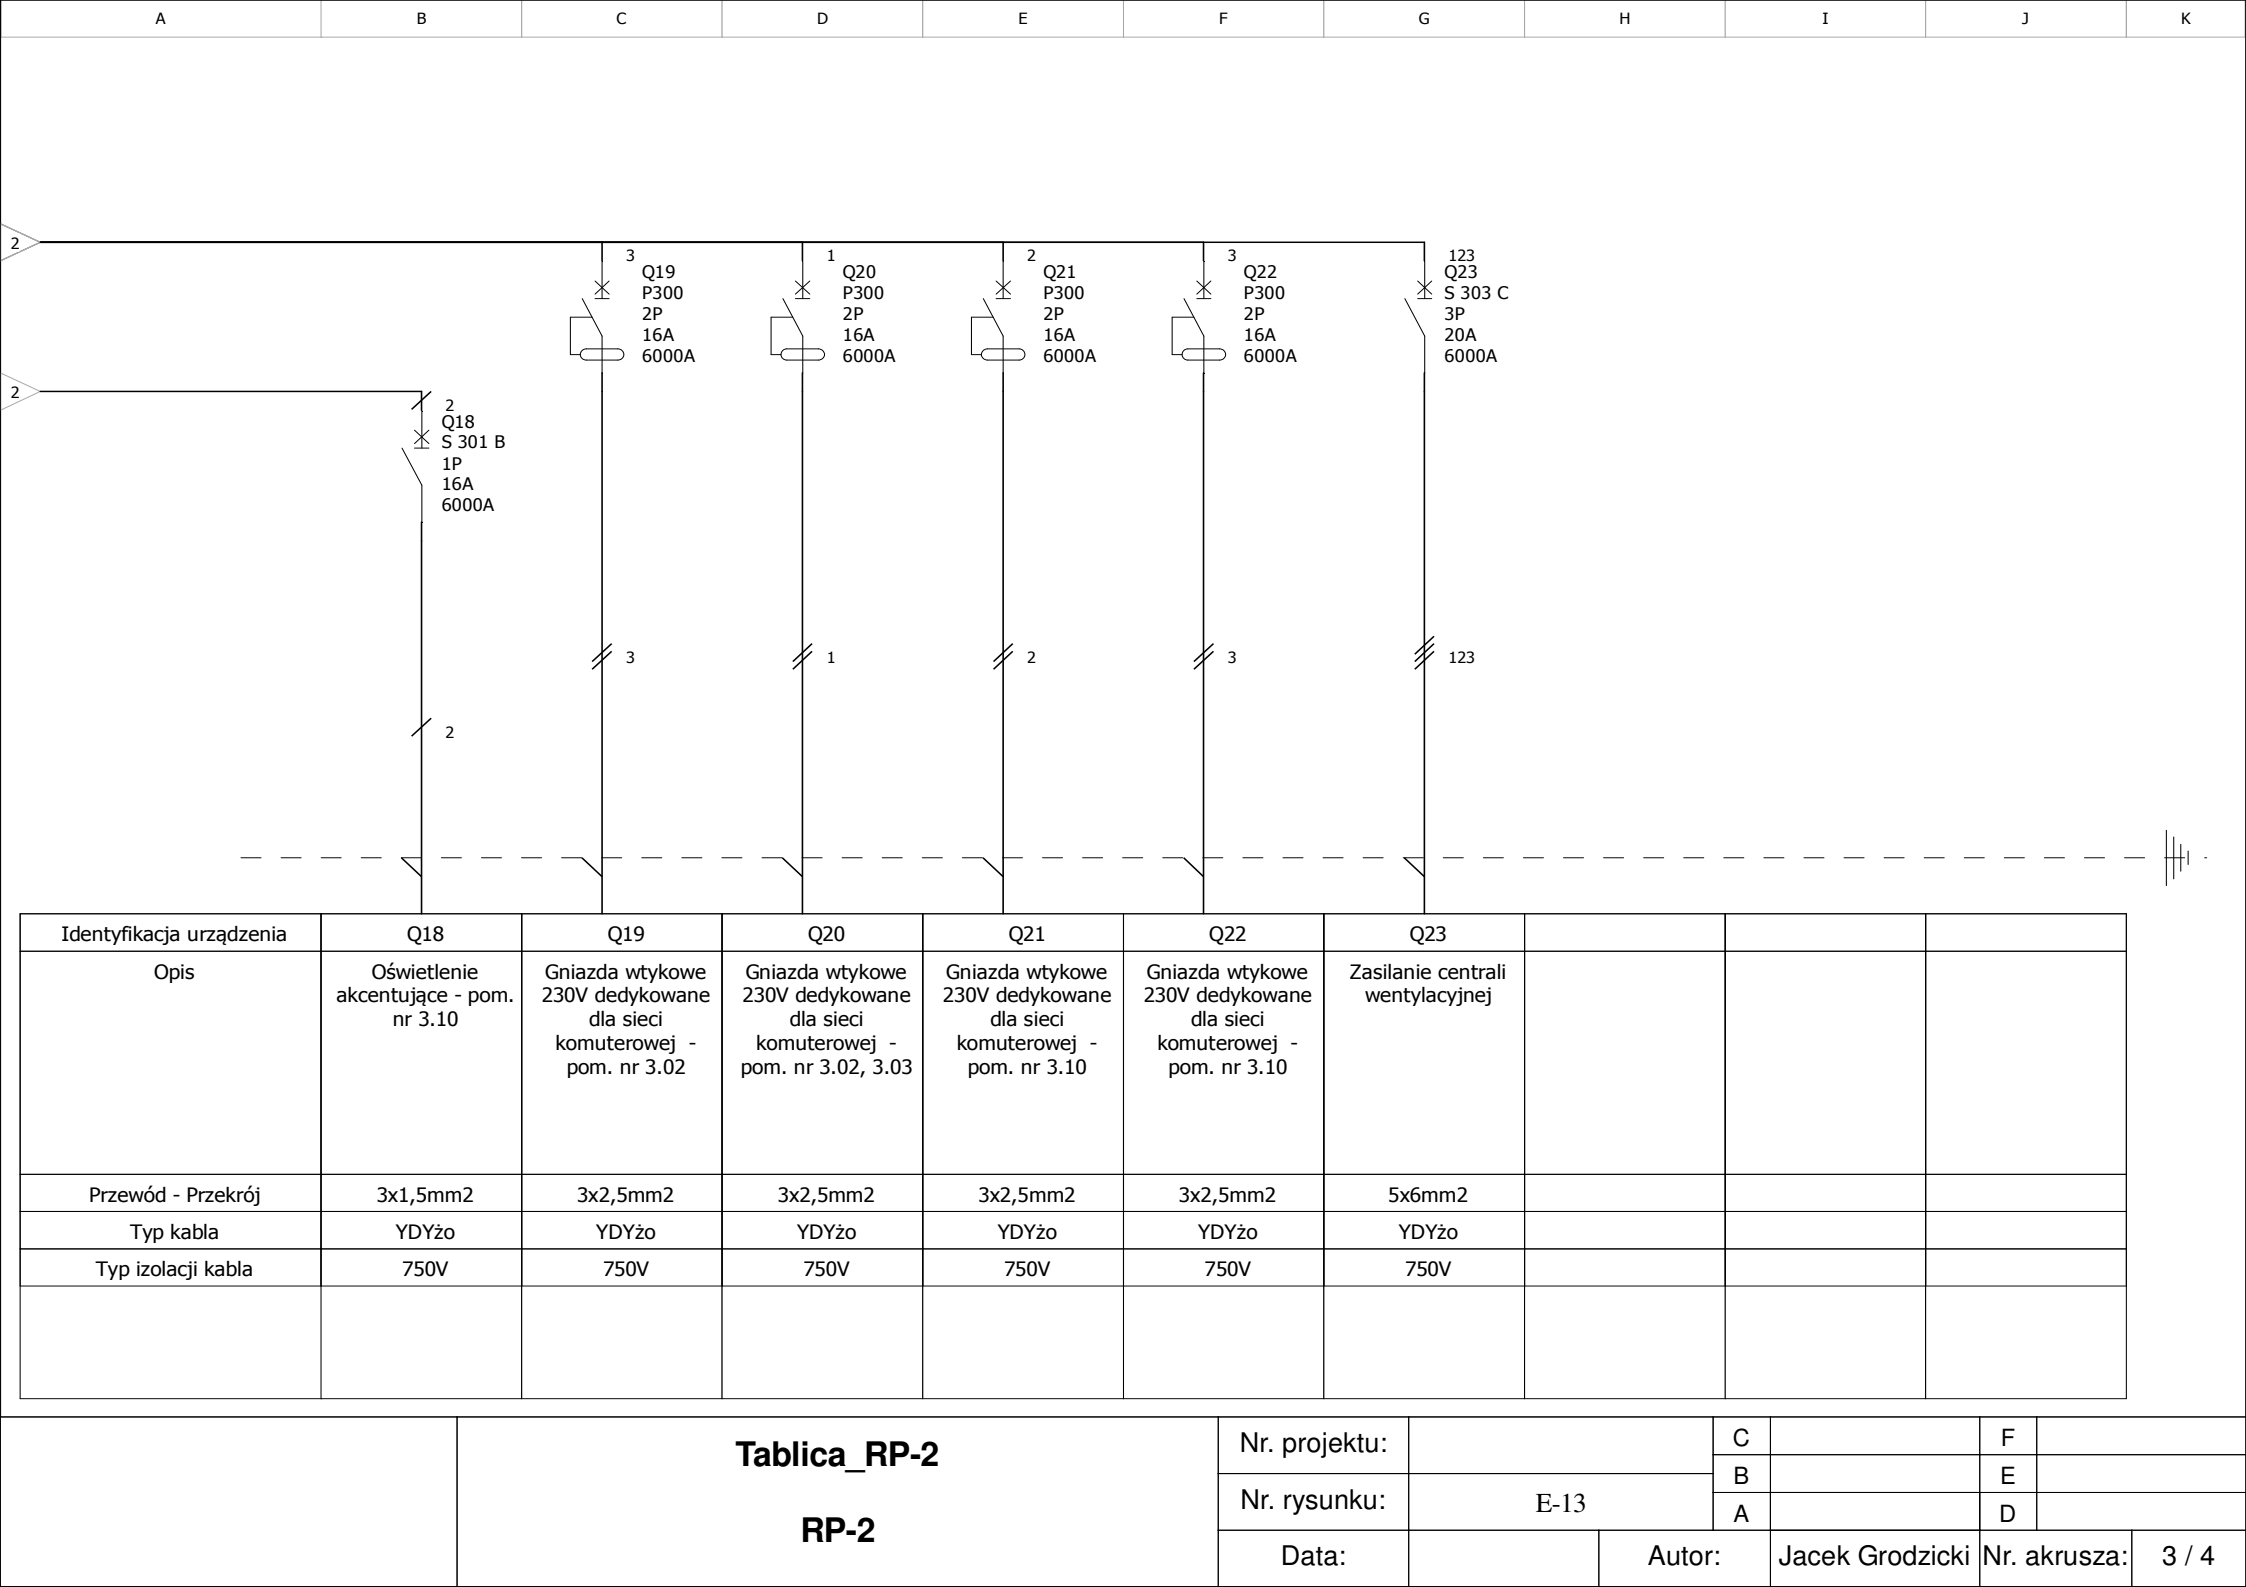 A B C D E F G H I J K
2
3
Q19
P300
2P
16A
6000A
1
Q20
P300
2P
16A
6000A
2
Q21
P300
2P
16A
6000A
3
Q22
P300
2P
16A
6000A
123
Q23
S 303 C
3P
20A
6000A
2
2
Q18
S 301 B
1P
16A
6000A
3 1 2 3 123
2
Identyfikacja urządzenia Q18 Q19 Q20 Q21 Q22 Q23
Opis
Oświetlenie
akcentujące - pom.
nr 3.10
Gniazda wtykowe
230V dedykowane
dla sieci
komuterowej -
pom. nr 3.02
Gniazda wtykowe
230V dedykowane
dla sieci
komuterowej -
pom. nr 3.02, 3.03
Gniazda wtykowe
230V dedykowane
dla sieci
komuterowej -
pom. nr 3.10
Gniazda wtykowe
230V dedykowane
dla sieci
komuterowej -
pom. nr 3.10
Zasilanie centrali
wentylacyjnej
Przewód - Przekrój 3x1,5mm2 3x2,5mm2 3x2,5mm2 3x2,5mm2 3x2,5mm2 5x6mm2
Typ kabla YDYżo YDYżo YDYżo YDYżo YDYżo YDYżo
Typ izolacji kabla 750V 750V 750V 750V 750V 750V
Tablica_RP-2
RP-2
Nr. projektu:
Nr. rysunku: E-13
C F
B E
A D
Data: Autor: Jacek Grodzicki Nr. akrusza: 3 / 4